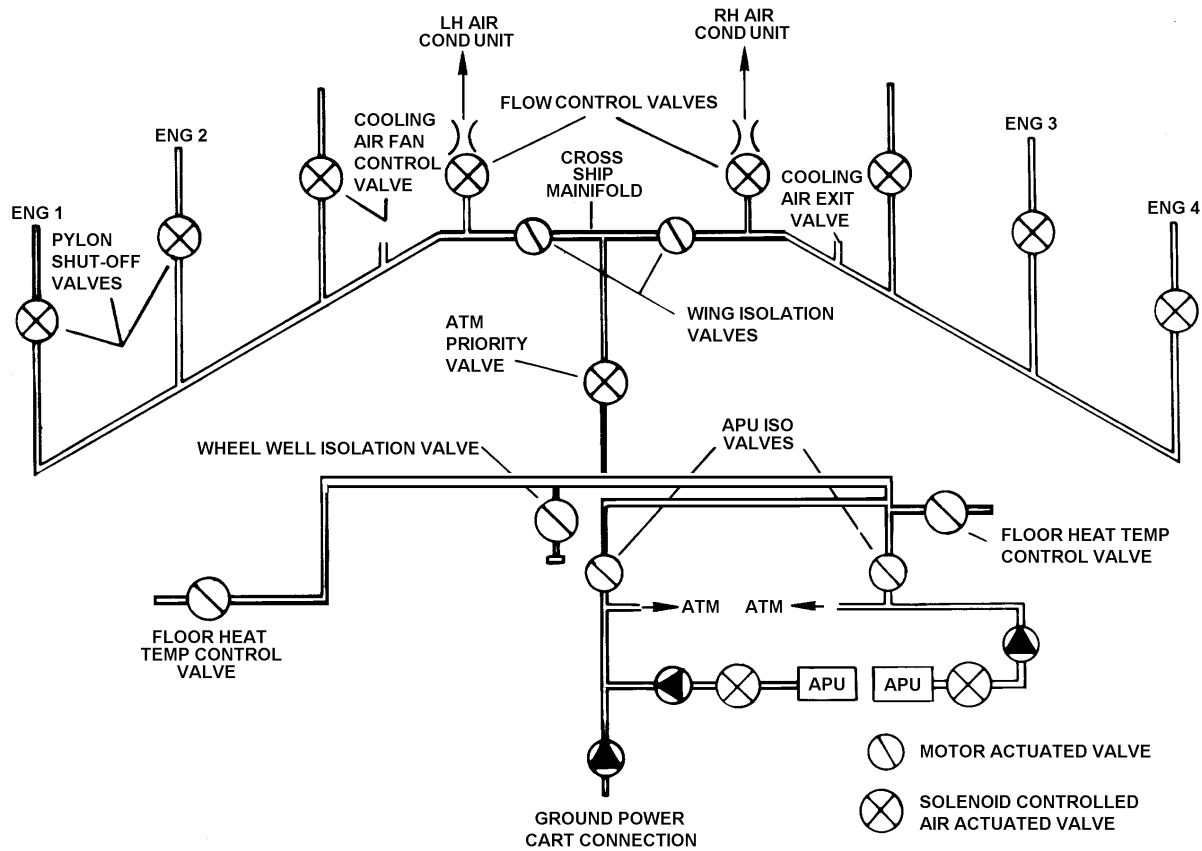 LH AIR
COND UNIT
RH AIR
COND UNIT
FLOW CONTROL VALVES
COOLING
AIR FAN
CONTROL
VALVE
ENG 2
CROSS
SHIP
MAINIFOLD
COOLING
AIR EXIT
VALVE
ENG 3
ENG 1
ENG 4
PYLON
SHUT-OFF
VALVES
WING ISOLATION
VALVES
ATM
PRIORITY
VALVE
APU ISO
VALVES
WHEEL WELL ISOLATION VALVE
FLOOR HEAT TEMP
CONTROL VALVE
ATM
ATM
FLOOR HEAT
TEMP CONTROL
VALVE
APU
APU
MOTOR ACTUATED VALVE
SOLENOID CONTROLLED
AIR ACTUATED VALVE
GROUND POWER
CART CONNECTION